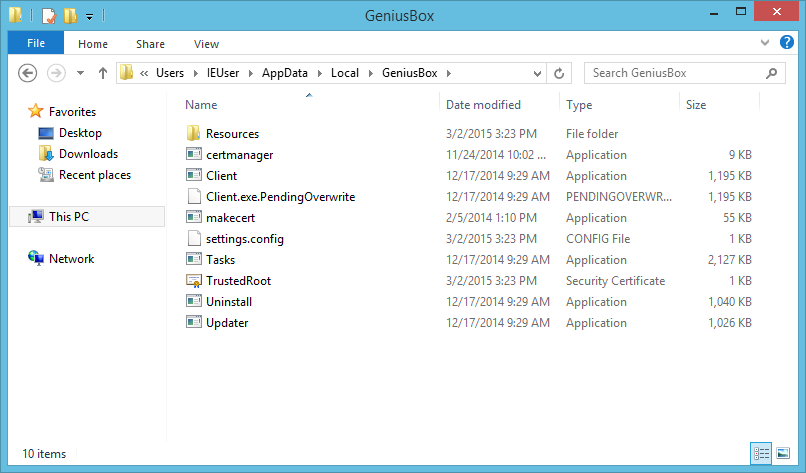 GeniusBox
File Home Share View
« Users IEUser AppData Local GeniusBox Search GeniusBox
Name Date modified Type Size
Favorites
Desktop
Downloads
Recent places
This PC
Network
Resources 3/2/2015 3:23 PM File folder
certmanager 11/24/2014 10:02 ... Application 9 KB
Client 12/17/2014 9:29 AM Application 1,195 KB
Client.exe.PendingOverwrite 12/17/2014 9:29 AM PENDINGOVERWR... 1,195 KB
makecert 2/5/2014 1:10 PM Application 55 KB
settings.config 3/2/2015 3:23 PM CONFIG File 1 KB
Tasks 12/17/2014 9:29 AM Application 2,127 KB
TrustedRoot 3/2/2015 3:23 PM Security Certificate 1 KB
Uninstall 12/17/2014 9:29 AM Application 1,040 KB
Updater 12/17/2014 9:29 AM Application 1,026 KB
10 items